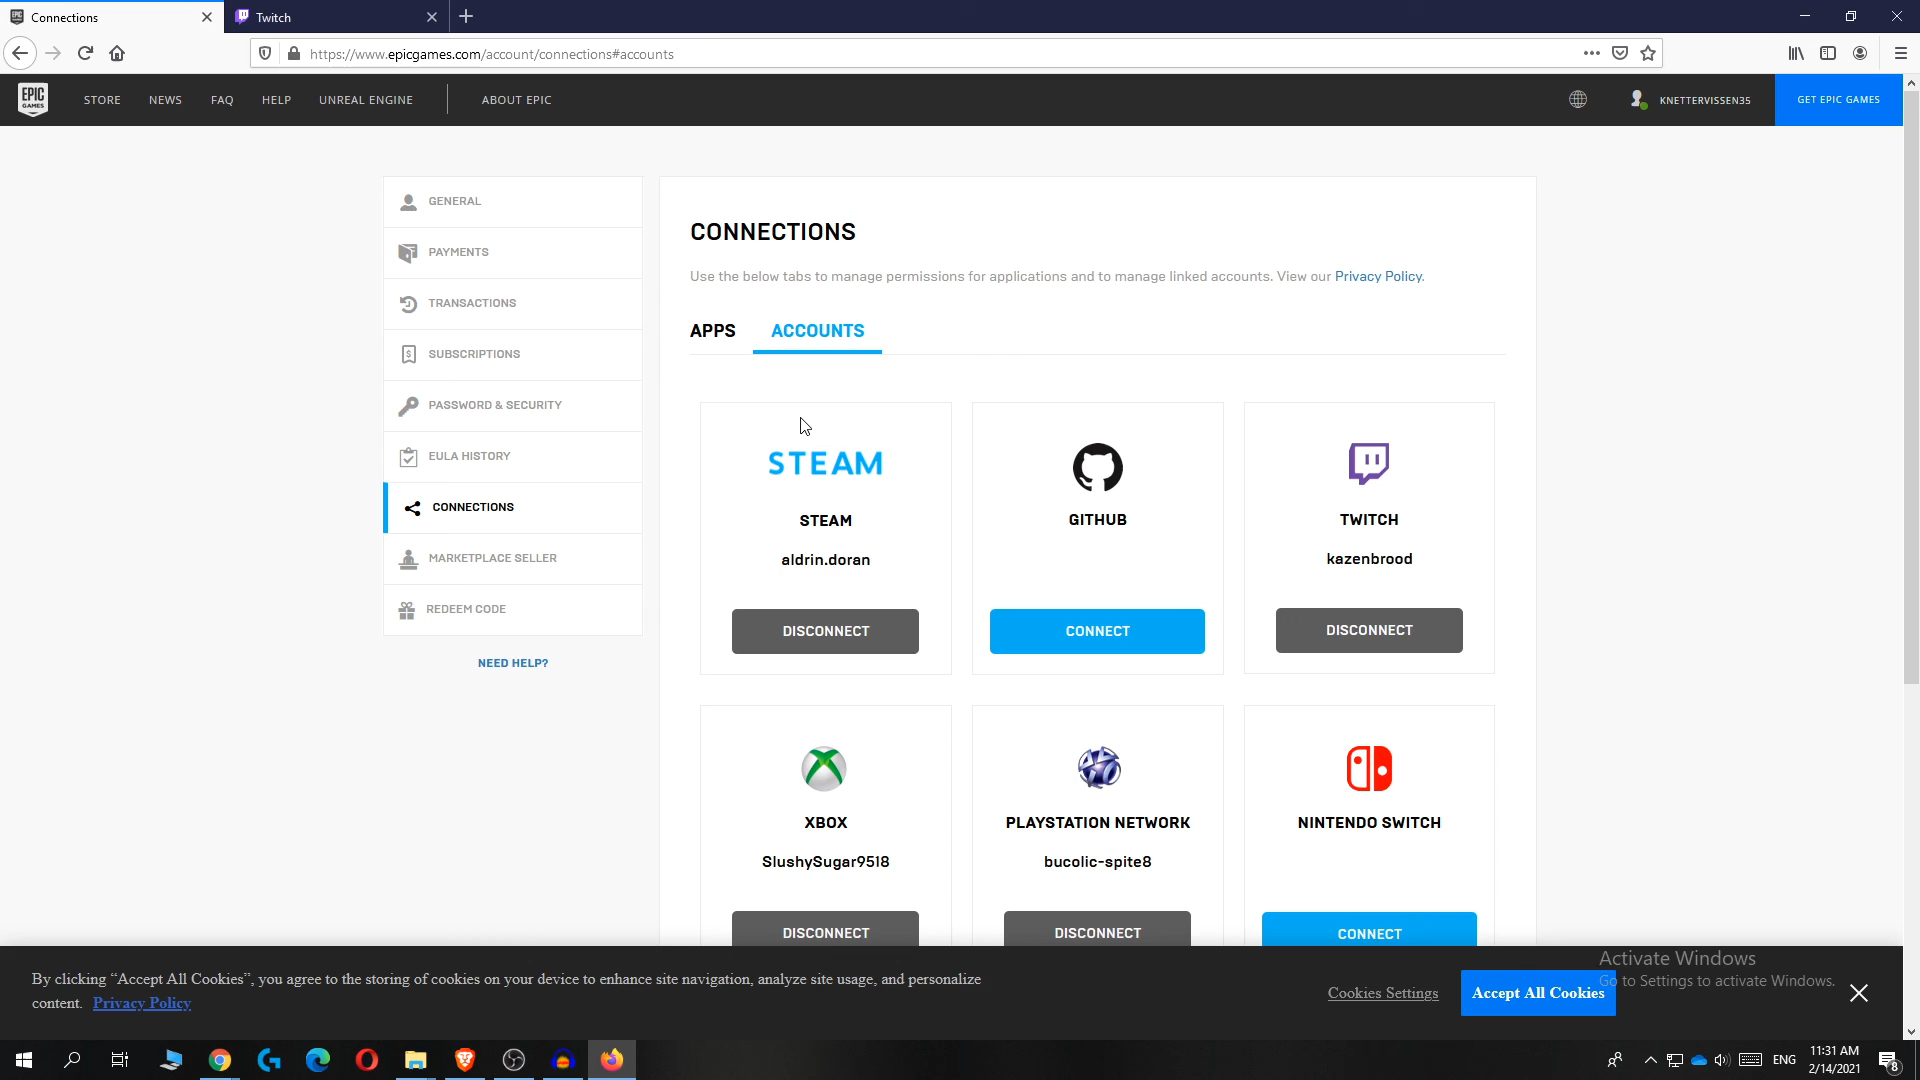 Connections
Twitch
https://www.epicgames.com/account/connections#accounts
EPIC
GAMES
STORE
NEWS
FAQ
HELP
UNREAL ENGINE
ABOUT EPIC
KNETTERVISSEN35
GET EPIC GAMES
GENERAL
PAYMENTS
TRANSACTIONS
SUBSCRIPTIONS
PASSWORD & SECURITY
EULA HISTORY
CONNECTIONS
MARKETPLACE SELLER
REDEEM CODE
NEED HELP?
CONNECTIONS
Use the below tabs to manage permissions for applications and to manage linked accounts. View our Privacy Policy.
APPS
ACCOUNTS
STEAM
STEAM
aldrin.doran
DISCONNECT
GITHUB
CONNECT
TWITCH
kazenbrood
DISCONNECT
XBOX
SlushySugar9518
DISCONNECT
PLAYSTATION NETWORK
bucolic-spite8
DISCONNECT
NINTENDO SWITCH
CONNECT
By clicking “Accept All Cookies”, you agree to the storing of cookies on your device to enhance site navigation, analyze site usage, and personalize
content. Privacy Policy
Cookies Settings
Accept All Cookies
Activate Windows
Go to Settings to activate Windows.
ENG
11:31 AM
2/14/2021
8